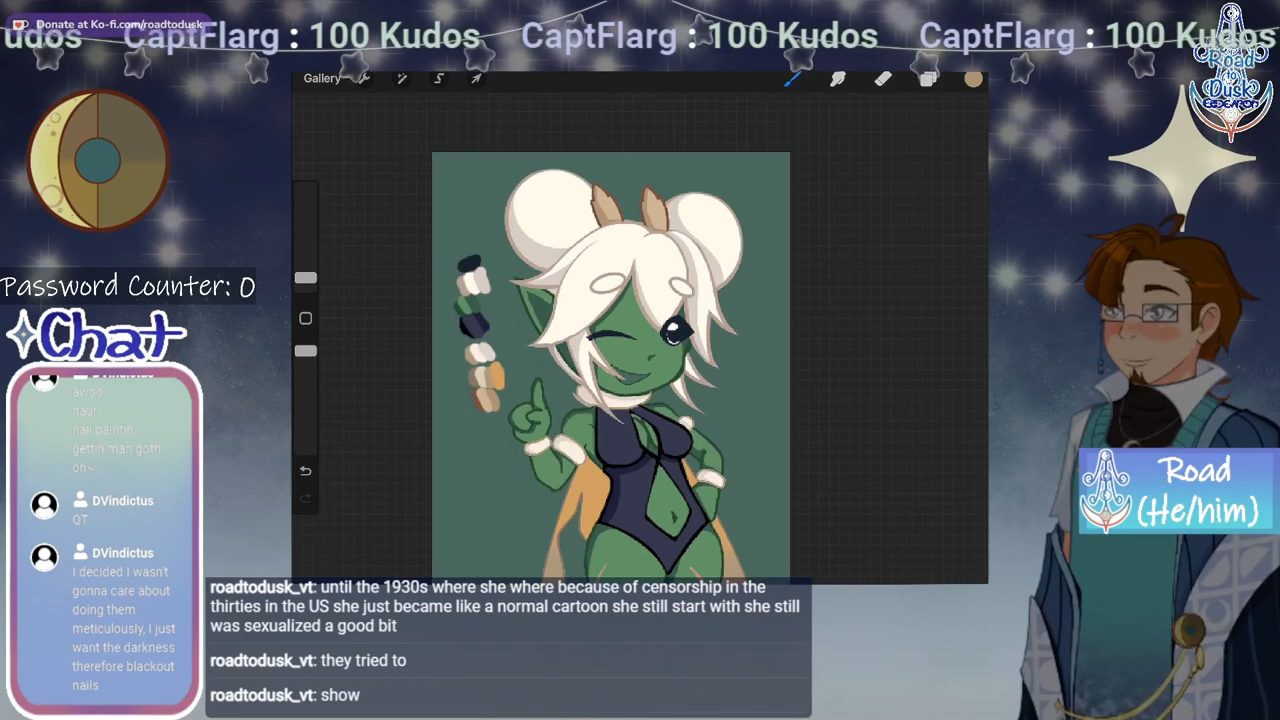 Donate at Ko-fi.com/roadtodusk
udos CaptFlarg : 100 Kudos CaptFlarg : 100 Kudos CaptFlarg : 100 Kudos
Road
to
Dusk
Gallery
Password Counter: 0
Chat
DVindictus
awoo
naur
nail paintin
gettin man goth
on~
DVindictus
QT
DVindictus
I decided I wasn't
gonna care about
doing them
meticulously, I just
want the darkness
therefore blackout
nails
roadtodusk_vt: until the 1930s where she where because of censorship in the
thirties in the US she just became like a normal cartoon she still start with she still
was sexualized a good bit
roadtodusk_vt: they tried to
roadtodusk_vt: show
Road
(He/him)